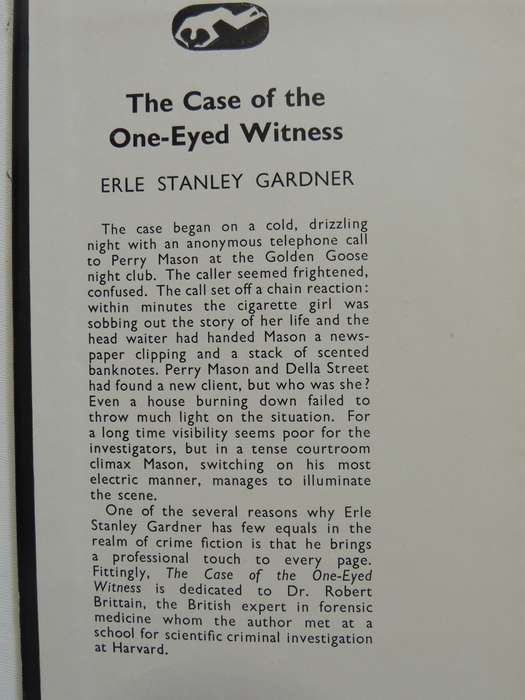 The Case of the
One-Eyed Witness
ERLE STANLEY GARDNER
The case began on a cold, drizzling
night with an anonymous telephone call
to Perry Mason at the Golden Goose
night club. The caller seemed frightened,
confused. The call set off a chain reaction:
within minutes the cigarette girl was
sobbing out the story of her life and the
head waiter had handed Mason a news-
paper clipping and a stack of scented
banknotes. Perry Mason and Della Street
had found a new client, but who was she?
Even a house burning down failed to
throw much light on the situation. For
a long time visibility seems poor for the
investigators, but in a tense courtroom
climax Mason, switching on his most
electric manner, manages to illuminate
the scene.
One of the several reasons why Erle
Stanley Gardner has few equals in the
realm of crime fiction is that he brings
a professional touch to every page.
Fittingly, The Case of the One-Eyed
Witness is dedicated to Dr. Robert
Brittain, the British expert in forensic
medicine whom the author met at a
school for scientific criminal investigation
at Harvard.